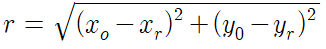 r = √((x_o − x_r)² + (y_0 − y_r)²)